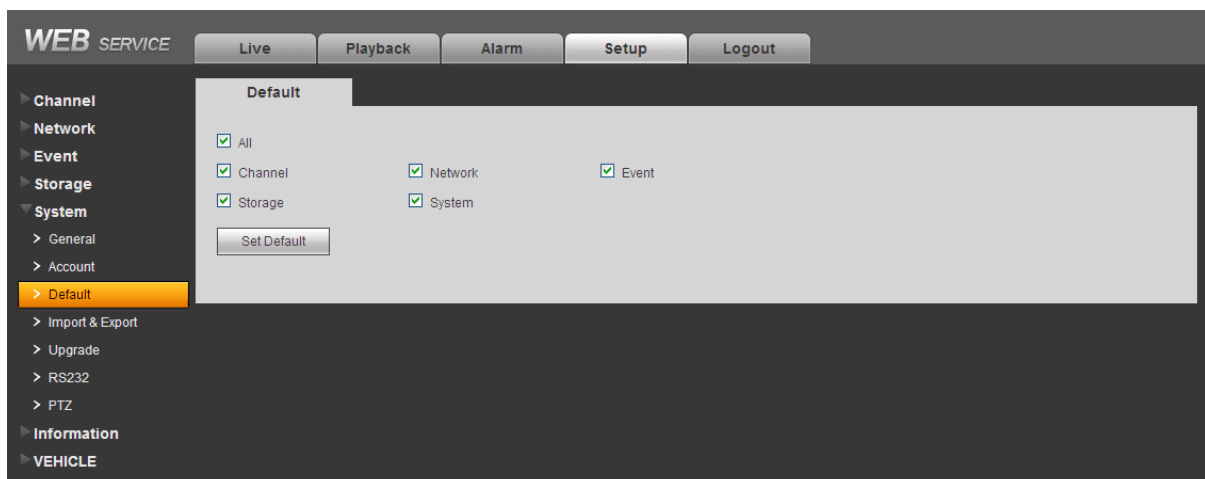 WEB SERVICE
Live Playback Alarm Setup Logout
Channel
Network
Event
Storage
System
> General
> Account
> Default
> Import & Export
> Upgrade
> RS232
> PTZ
Information
VEHICLE
Default
All
Channel Network Event
Storage System
Set Default